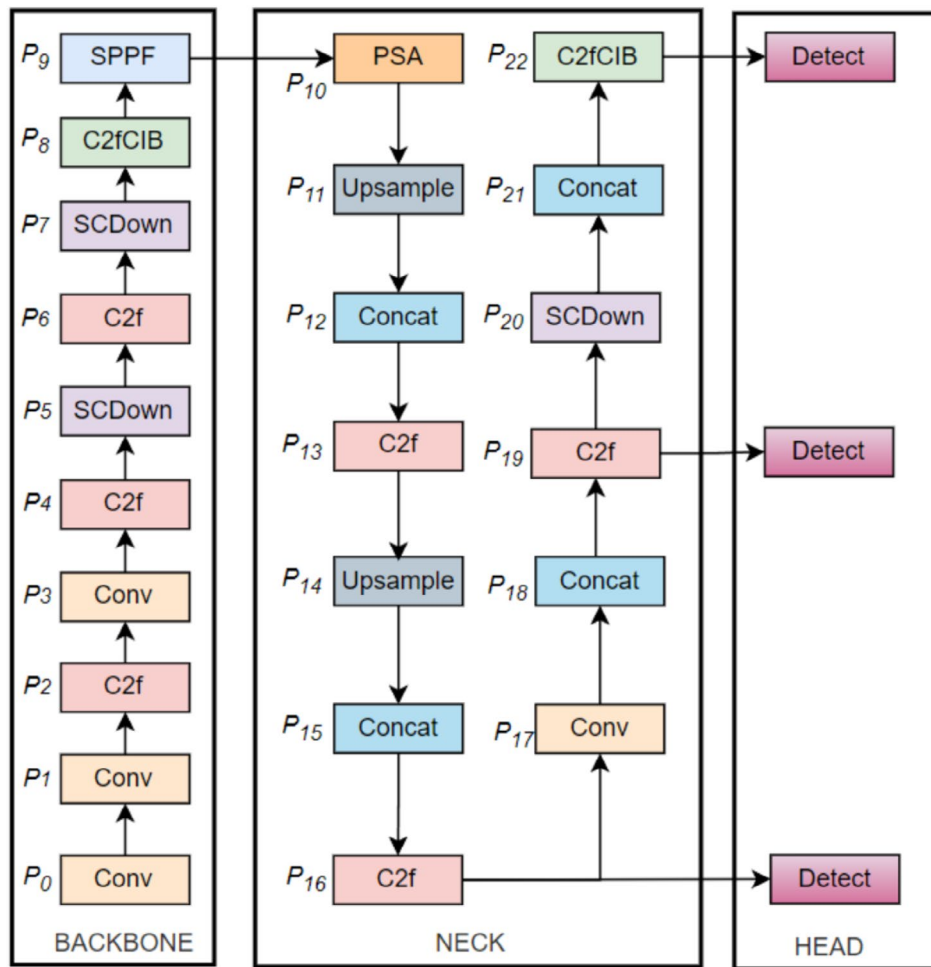 P9 SPPF
P8 C2fCIB
P7 SCDown
P6 C2f
P5 SCDown
P4 C2f
P3 Conv
P2 C2f
P1 Conv
P0 Conv
BACKBONE
P10 PSA
P11 Upsample
P12 Concat
P13 C2f
P14 Upsample
P15 Concat
P16 C2f
P22 C2fCIB
P21 Concat
P20 SCDown
P19 C2f
P18 Concat
P17 Conv
NECK
Detect
Detect
Detect
HEAD